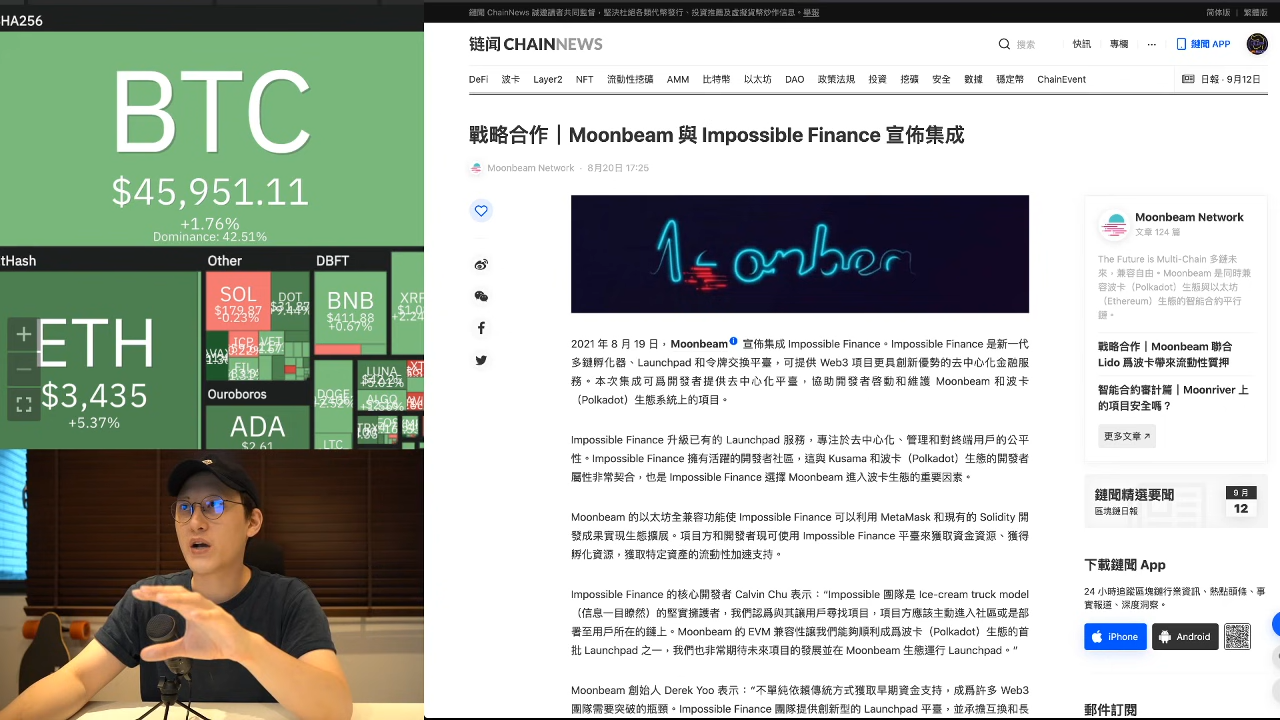 HA256
BTC
$45,951.11
+1.76%
Dominance: 42.51%
tHash
ETH
$3,435
+5.37%
Other
SOL
$179.87
-0.23%
DOT
DBFT
BNB
$411.88
+0.67%
XRP
Ouroboros
ADA
$2.61
DOGE
LTC
LUNA
ALGO
鏈聞 ChainNews 誠邀讀者共同監督，堅決杜絕各類代幣發行、投資推薦及虛擬貨幣炒作信息。舉報
简体版 | 繁體版
链闻 CHAINNEWS
搜索
快訊
專欄
···
鏈聞 APP
DeFi
波卡
Layer2
NFT
流動性挖礦
AMM
比特幣
以太坊
DAO
政策法規
投資
挖礦
安全
數據
穩定幣
ChainEvent
日報 · 9月12日
戰略合作｜Moonbeam 與 Impossible Finance 宣佈集成
Moonbeam Network · 8月20日 17:25
2021 年 8 月 19 日，Moonbeam 宣佈集成 Impossible Finance。Impossible Finance 是新一代
多鏈孵化器、Launchpad 和令牌交換平臺，可提供 Web3 項目更具創新優勢的去中心化金融服
務。本次集成可爲開發者提供去中心化平臺，協助開發者啓動和維護 Moonbeam 和波卡
（Polkadot）生態系統上的項目。
Impossible Finance 升級已有的 Launchpad 服務，專注於去中心化、管理和對終端用戶的公平
性。Impossible Finance 擁有活躍的開發者社區，這與 Kusama 和波卡（Polkadot）生態的開發者
屬性非常契合，也是 Impossible Finance 選擇 Moonbeam 進入波卡生態的重要因素。
Moonbeam 的以太坊全兼容功能使 Impossible Finance 可以利用 MetaMask 和現有的 Solidity 開
發成果實現生態擴展。項目方和開發者現可使用 Impossible Finance 平臺來獲取資金資源、獲得
孵化資源，獲取特定資產的流動性加速支持。
Impossible Finance 的核心開發者 Calvin Chu 表示：“Impossible 團隊是 Ice-cream truck model
（信息一目瞭然）的堅實擁護者，我們認爲與其讓用戶尋找項目，項目方應該主動進入社區或是部
署至用戶所在的鏈上。Moonbeam 的 EVM 兼容性讓我們能夠順利成爲波卡（Polkadot）生態的首
批 Launchpad 之一，我們也非常期待未來項目的發展並在 Moonbeam 生態運行 Launchpad。”
Moonbeam 創始人 Derek Yoo 表示：“不單純依賴傳統方式獲取早期資金支持，成爲許多 Web3
團隊需要突破的瓶頸。Impossible Finance 團隊提供創新型的 Launchpad 平臺，並承擔互換和長
Moonbeam Network
文章 124 篇
The Future is Multi-Chain 多鏈未
來，兼容自由。Moonbeam 是同時兼
容波卡（Polkadot）生態與以太坊
（Ethereum）生態的智能合約平行
鏈。
戰略合作｜Moonbeam 聯合
Lido 爲波卡帶來流動性質押
智能合約審計篇｜Moonriver 上
的項目安全嗎？
更多文章
鏈聞精選要聞
區塊鏈日報
9 月
12
下載鏈聞 App
24 小時追蹤區塊鏈行業資訊、熱點頭條、事
實報道、深度洞察。
iPhone
Android
郵件訂閱